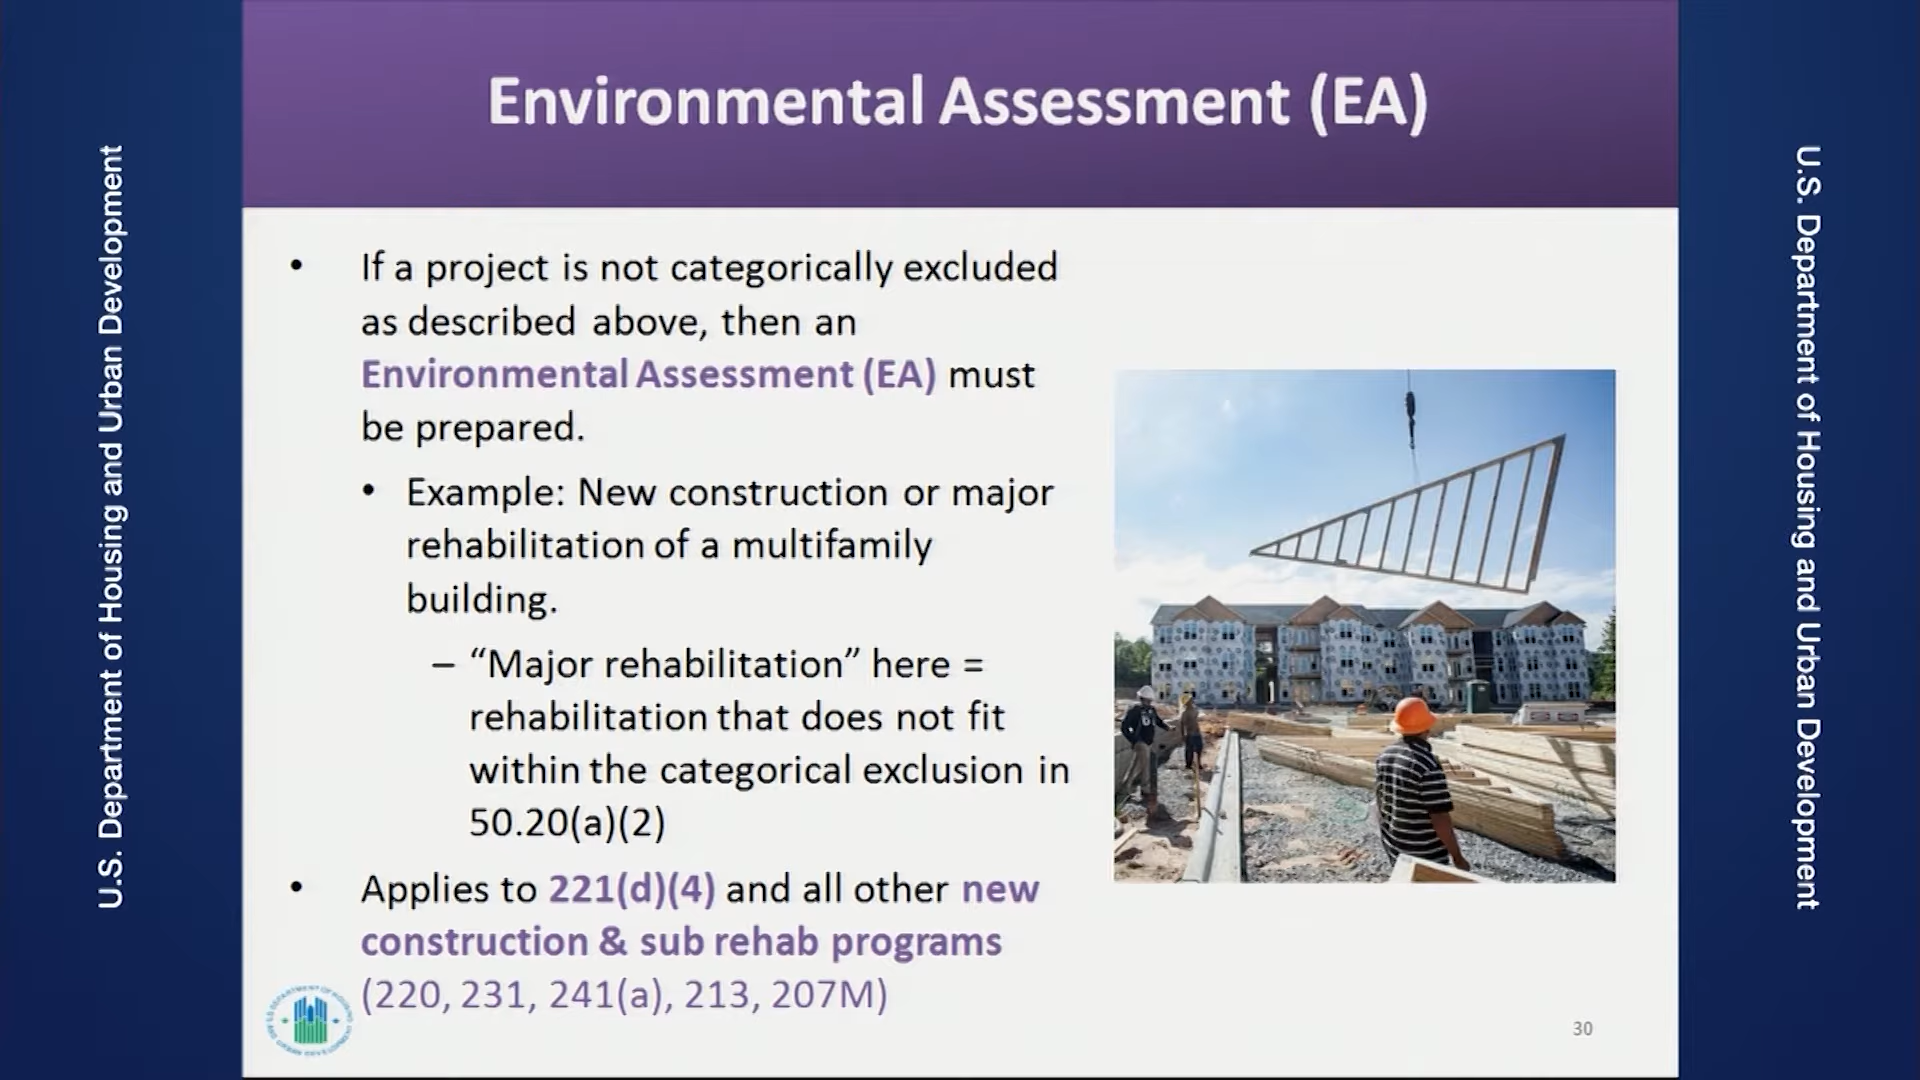 Environmental Assessment (EA)
U.S. Department of Housing and Urban Development
• If a project is not categorically excluded
as described above, then an
Environmental Assessment (EA) must
be prepared.
• Example: New construction or major
rehabilitation of a multifamily
building.
– “Major rehabilitation” here =
rehabilitation that does not fit
within the categorical exclusion in
50.20(a)(2)
• Applies to 221(d)(4) and all other new
construction & sub rehab programs
(220, 231, 241(a), 213, 207M)
30
U.S. Department of Housing and Urban Development